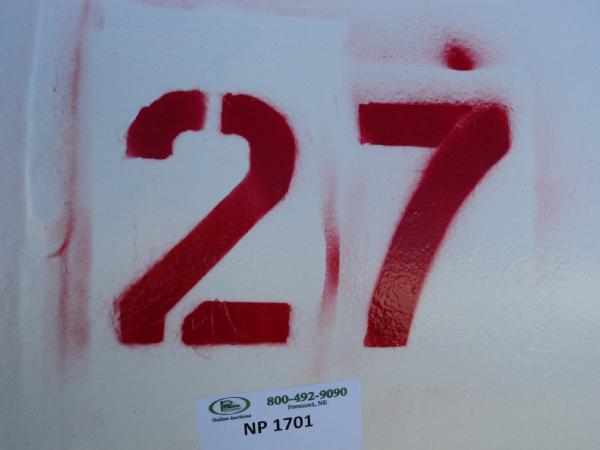 27
800-492-9090
Fremont, NE
Online Auctions
NP 1701